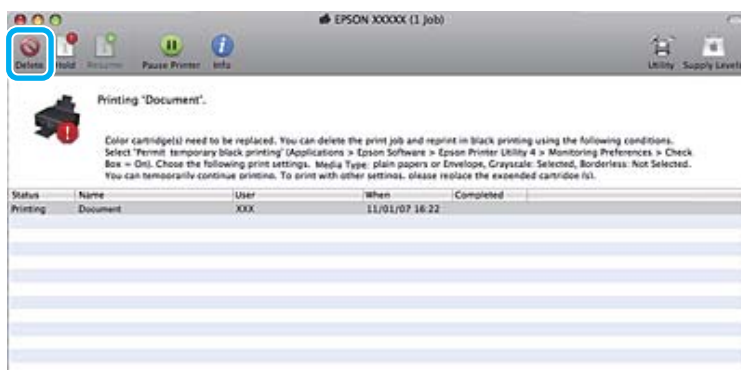 EPSON XXXXX (1 Job)
Delete Hold Resume Pause Printer Info Utility Supply Levels
Printing "Document".
Color cartridge(s) need to be replaced. You can delete the print job and reprint in black printing using the following conditions.
Select "Permit temporary black printing" (Applications > Epson Software > Epson Printer Utility 4 > Monitoring Preferences > Check
Box = On). Chose the following print settings. Media Type: plain papers or Envelope, Grayscale: Selected, Borderless: Not Selected.
You can temporarily continue printing. To print with other settings, please replace the expended cartridge (s).
Status Name User When Completed
Printing Document XXX 11/01/07 16:22